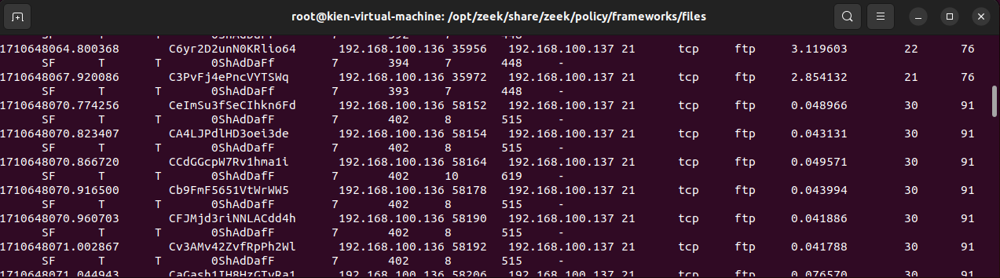 root@kien-virtual-machine: /opt/zeek/share/zeek/policy/frameworks/files
SF T T 0ShAdDaFf 7 392 7 448 -
1710648064.800368 C6yr2D2unN0KRlio64 192.168.100.136 35956 192.168.100.137 21 tcp ftp 3.119603 22 76
SF T T 0ShAdDaFf 7 394 7 448 -
1710648067.920086 C3PvFj4ePncVYTSWq 192.168.100.136 35972 192.168.100.137 21 tcp ftp 2.854132 21 76
SF T T 0ShAdDaFf 7 393 7 448 -
1710648070.774256 CeImSu3fSeCIhkn6Fd 192.168.100.136 58152 192.168.100.137 21 tcp ftp 0.048966 30 91
SF T T 0ShAdDafF 7 402 8 515 -
1710648070.823407 CA4LJPdlHD3oei3de 192.168.100.136 58154 192.168.100.137 21 tcp ftp 0.043131 30 91
SF T T 0ShAdDafF 7 402 8 515 -
1710648070.866720 CCdGGcpW7Rv1hma1i 192.168.100.136 58164 192.168.100.137 21 tcp ftp 0.049571 30 91
SF T T 0ShAdDafF 7 402 10 619 -
1710648070.916500 Cb9FmF5651VtWrWW5 192.168.100.136 58178 192.168.100.137 21 tcp ftp 0.043994 30 91
SF T T 0ShAdDafF 7 402 8 515 -
1710648070.960703 CFJMjd3riNNLACdd4h 192.168.100.136 58190 192.168.100.137 21 tcp ftp 0.041886 30 91
SF T T 0ShAdDafF 7 402 8 515 -
1710648071.002867 Cv3AMv42ZvfRpPh2Wl 192.168.100.136 58192 192.168.100.137 21 tcp ftp 0.041788 30 91
SF T T 0ShAdDafF 7 402 8 515 -
1710648071.044943 CaGash1IH8HzGTvRa1 192.168.100.136 58206 192.168.100.137 21 tcp ftp 0.076570 30 91